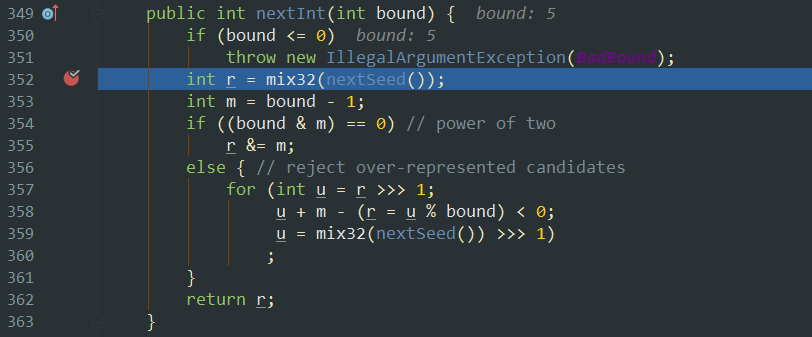 349 public int nextInt(int bound) {  bound: 5
350 if (bound <= 0)  bound: 5
351 throw new IllegalArgumentException(BadBound);
352 int r = mix32(nextSeed());
353 int m = bound - 1;
354 if ((bound & m) == 0) // power of two
355 r &= m;
356 else { // reject over-represented candidates
357 for (int u = r >>> 1;
358 u + m - (r = u % bound) < 0;
359 u = mix32(nextSeed()) >>> 1)
360 ;
361 }
362 return r;
363 }